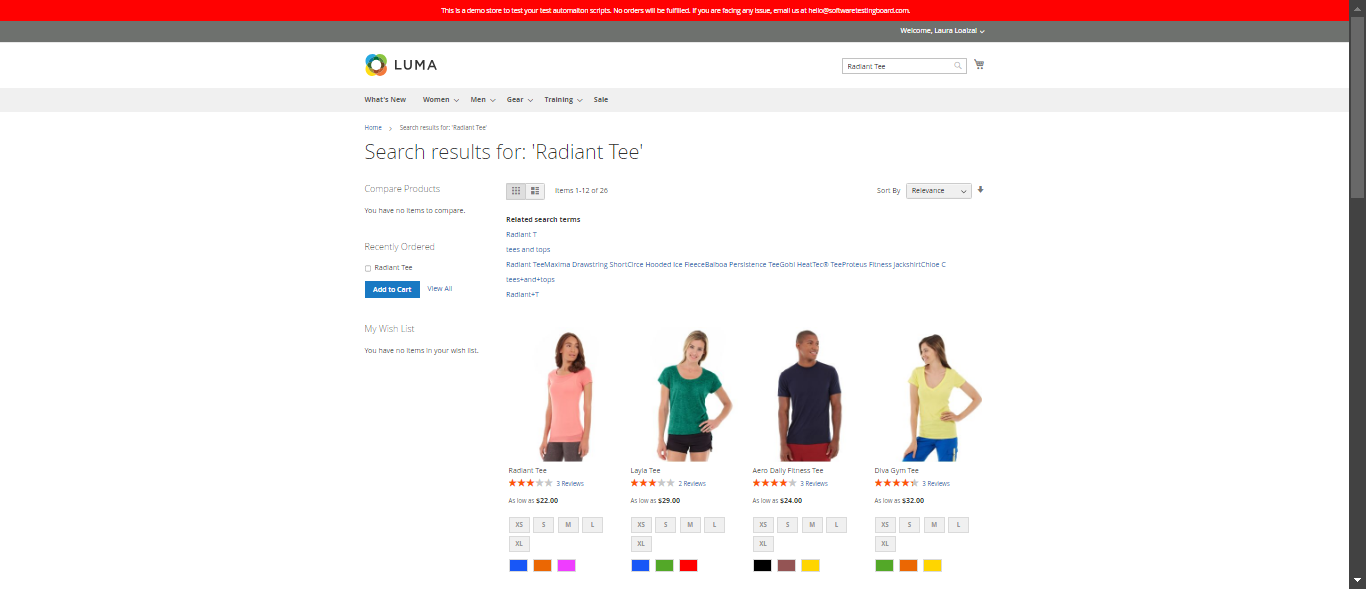 This is a demo store to test your test automaiton scripts. No orders will be fulfilled. If you are facing any issue, email us at hello@softwaretestingboard.com.
Welcome, Laura Loaiza!
LUMA
Radiant Tee
What's New Women Men Gear Training Sale
Home Search results for: 'Radiant Tee'
Search results for: 'Radiant Tee'
Compare Products
You have no items to compare.
Recently Ordered
Radiant Tee
Add to Cart View All
My Wish List
You have no items in your wish list.
Items 1-12 of 26
Sort By Relevance
Related search terms
Radiant T
tees and tops
Radiant TeeMaxima Drawstring ShortCirce Hooded Ice FleeceBalboa Persistence TeeGobi HeatTec® TeeProteus Fitness JackshirtChloe C
tees+and+tops
Radiant+T
Radiant Tee
3 Reviews
As low as $22.00
XS S M L
XL
Layla Tee
2 Reviews
As low as $29.00
XS S M L
XL
Aero Daily Fitness Tee
3 Reviews
As low as $24.00
XS S M L
XL
Diva Gym Tee
3 Reviews
As low as $32.00
XS S M L
XL